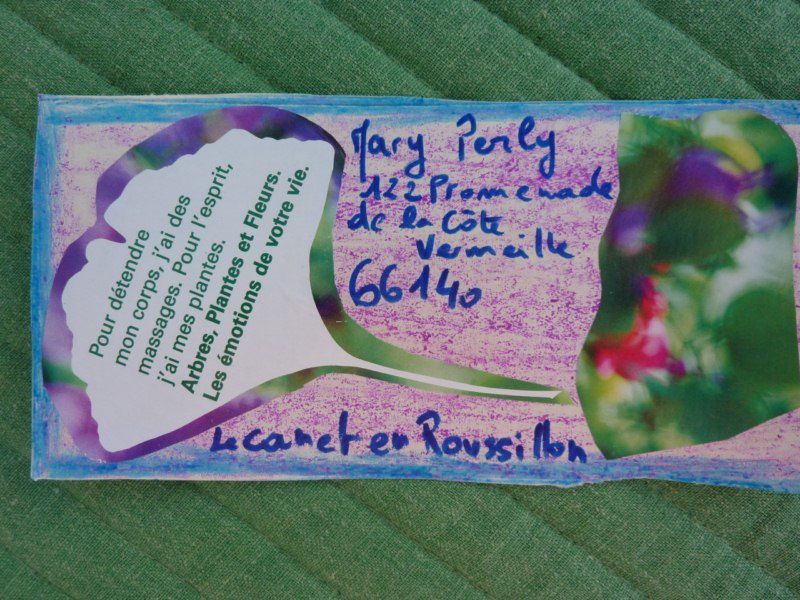 Pour détendre
mon corps, j'ai des
massages. Pour l'esprit,
j'ai mes plantes.
Arbres, Plantes et Fleurs.
Les émotions de votre vie.
Mary Perly
122 Promenade
de la Côte
Vermeille
66140
Le canet en Roussillon